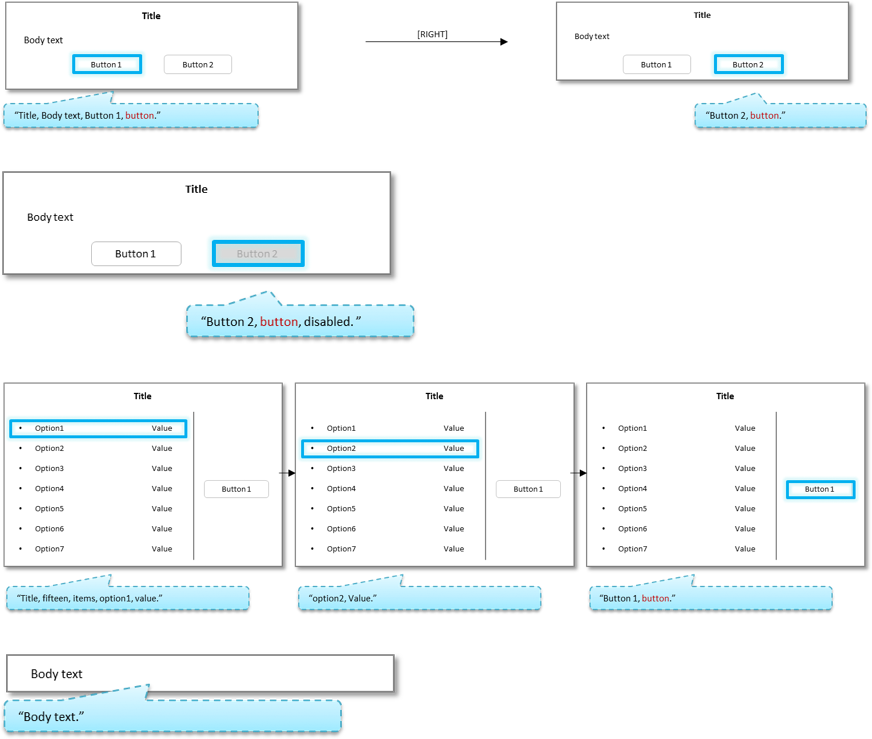 Title
Body text
Button 1 Button 2
"Title, Body text, Button 1, button."
[RIGHT]
Title
Body text
Button 1 Button 2
"Button 2, button."
Title
Body text
Button 1 Button 2
"Button 2, button, disabled. "
Title
• Option1 Value
• Option2 Value
• Option3 Value
• Option4 Value
• Option5 Value
• Option6 Value
• Option7 Value
Button 1
"Title, fifteen, items, option1, value."
Title
• Option1 Value
• Option2 Value
• Option3 Value
• Option4 Value
• Option5 Value
• Option6 Value
• Option7 Value
Button 1
"option2, Value."
Title
• Option1 Value
• Option2 Value
• Option3 Value
• Option4 Value
• Option5 Value
• Option6 Value
• Option7 Value
Button 1
"Button 1, button."
Body text
"Body text."